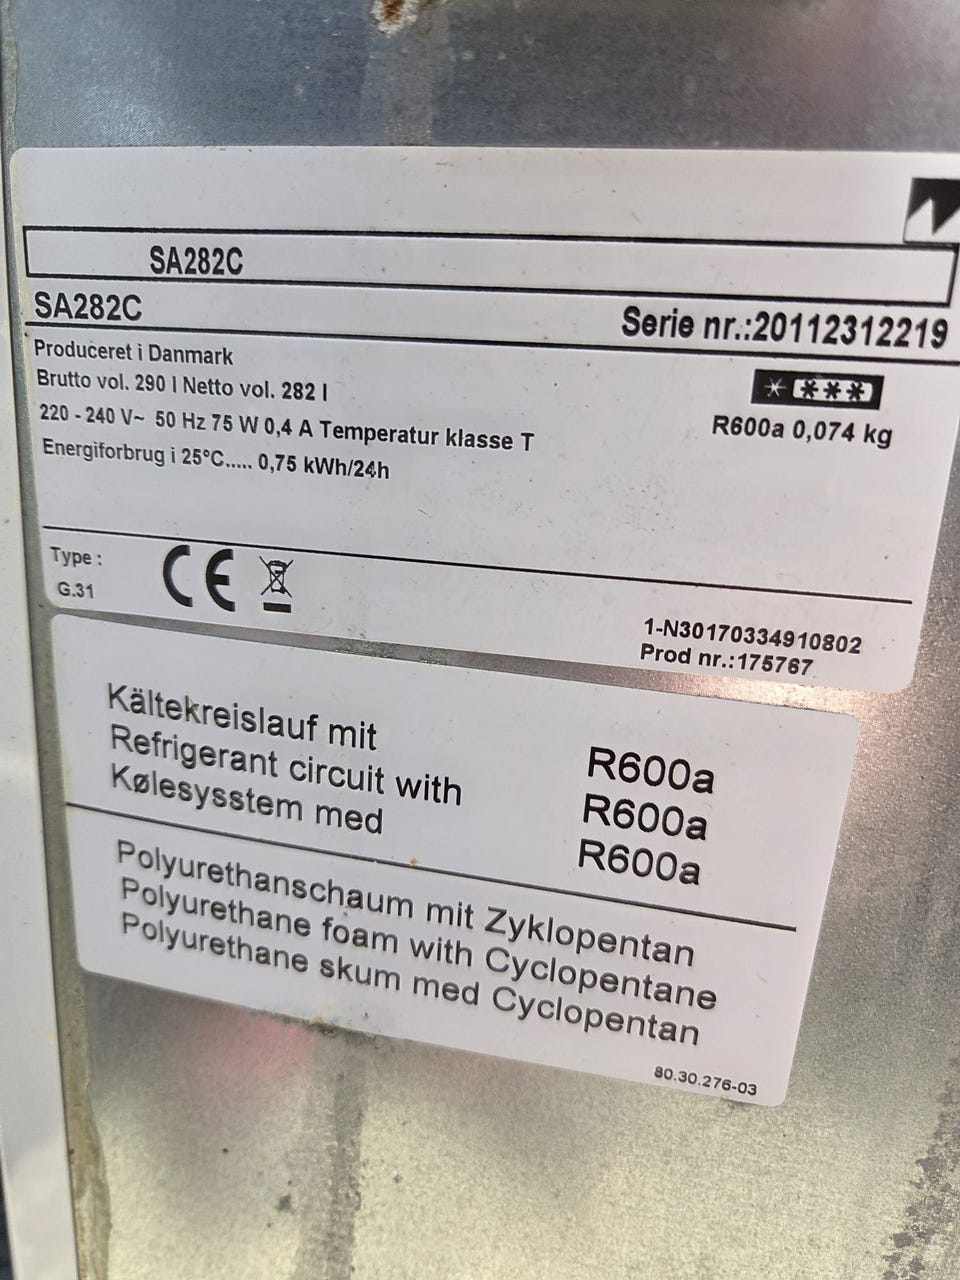 SA282C
SA282C
Serie nr.:20112312219
Produceret i Danmark
Brutto vol. 290 l Netto vol. 282 l
220 - 240 V~ 50 Hz 75 W 0,4 A Temperatur klasse T
R600a 0,074 kg
Energiforbrug i 25°C..... 0,75 kWh/24h
Type :
G.31
CE
1-N30170334910802
Prod nr.:175767
Kältekreislauf mit R600a
Refrigerant circuit with R600a
Kølesysstem med R600a
Polyurethanschaum mit Zyklopentan
Polyurethane foam with Cyclopentane
Polyurethane skum med Cyclopentan
80.30.276-03